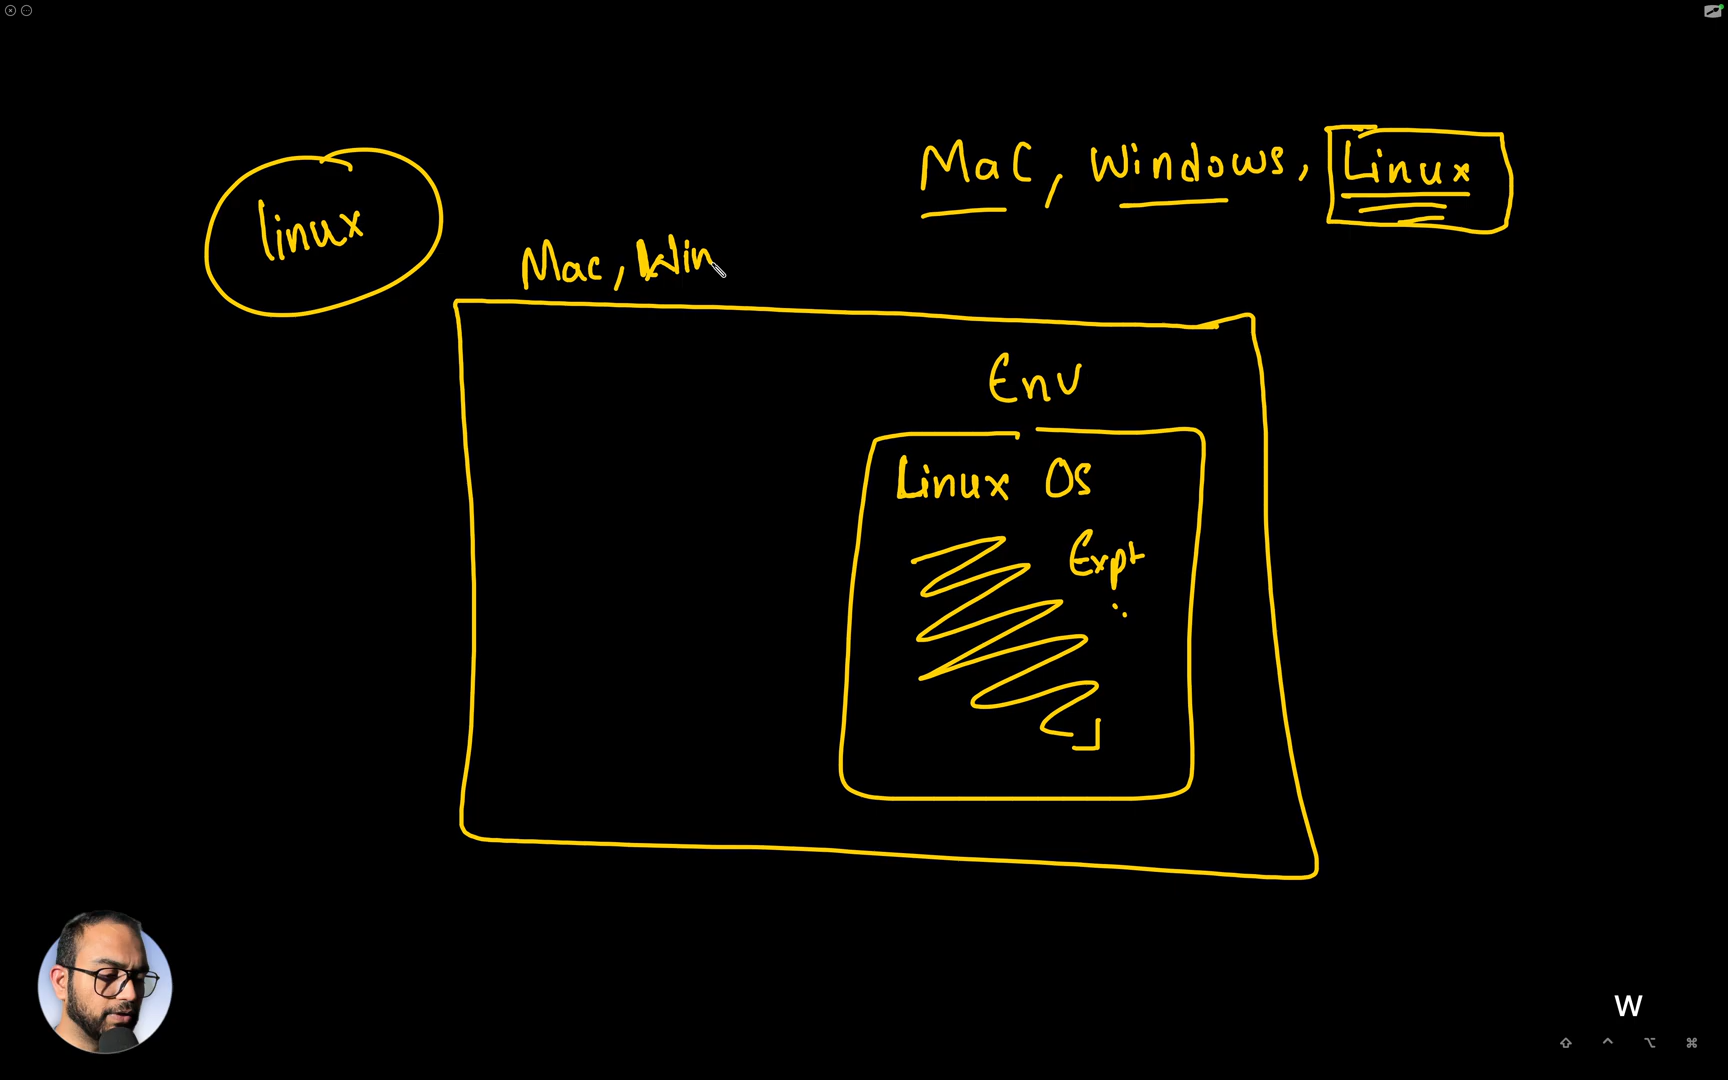 Mac, Windows, Linux
linux
Mac, Win
Env
Linux OS
Expt
W